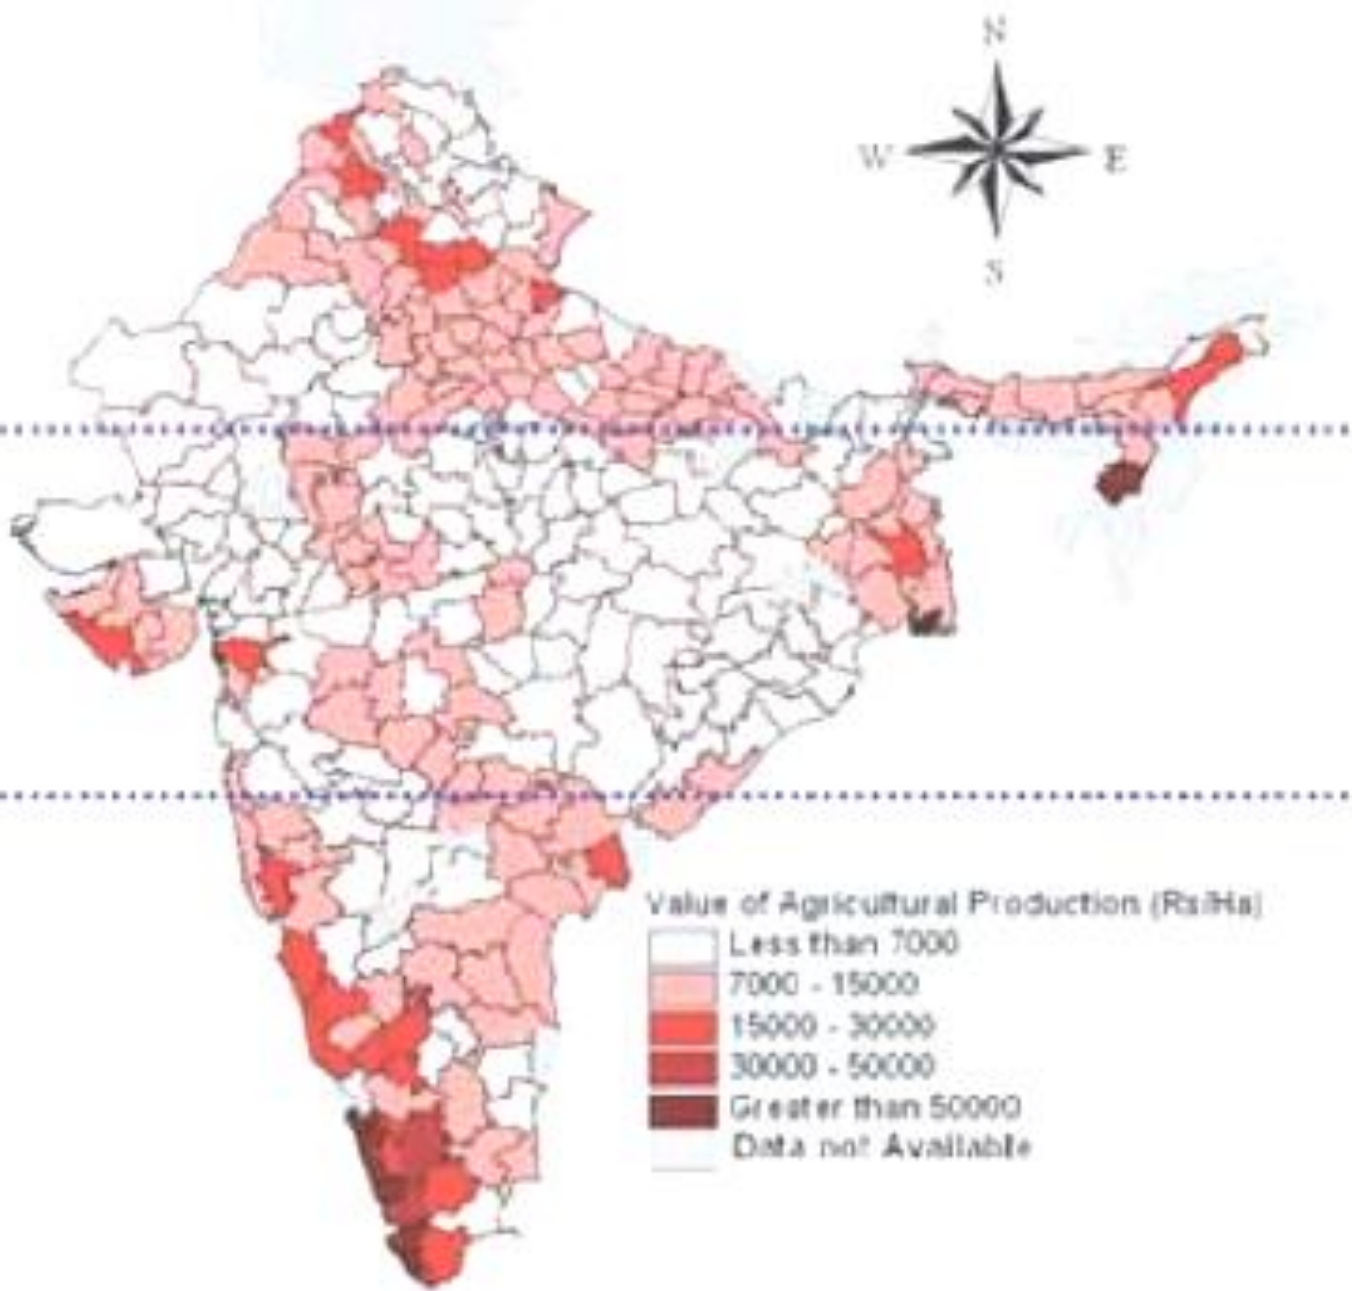 N
W E
S
Value of Agricultural Production (Rs/Ha)
Less than 7000
7000 - 15000
15000 - 30000
30000 - 50000
Greater than 50000
Data not Available